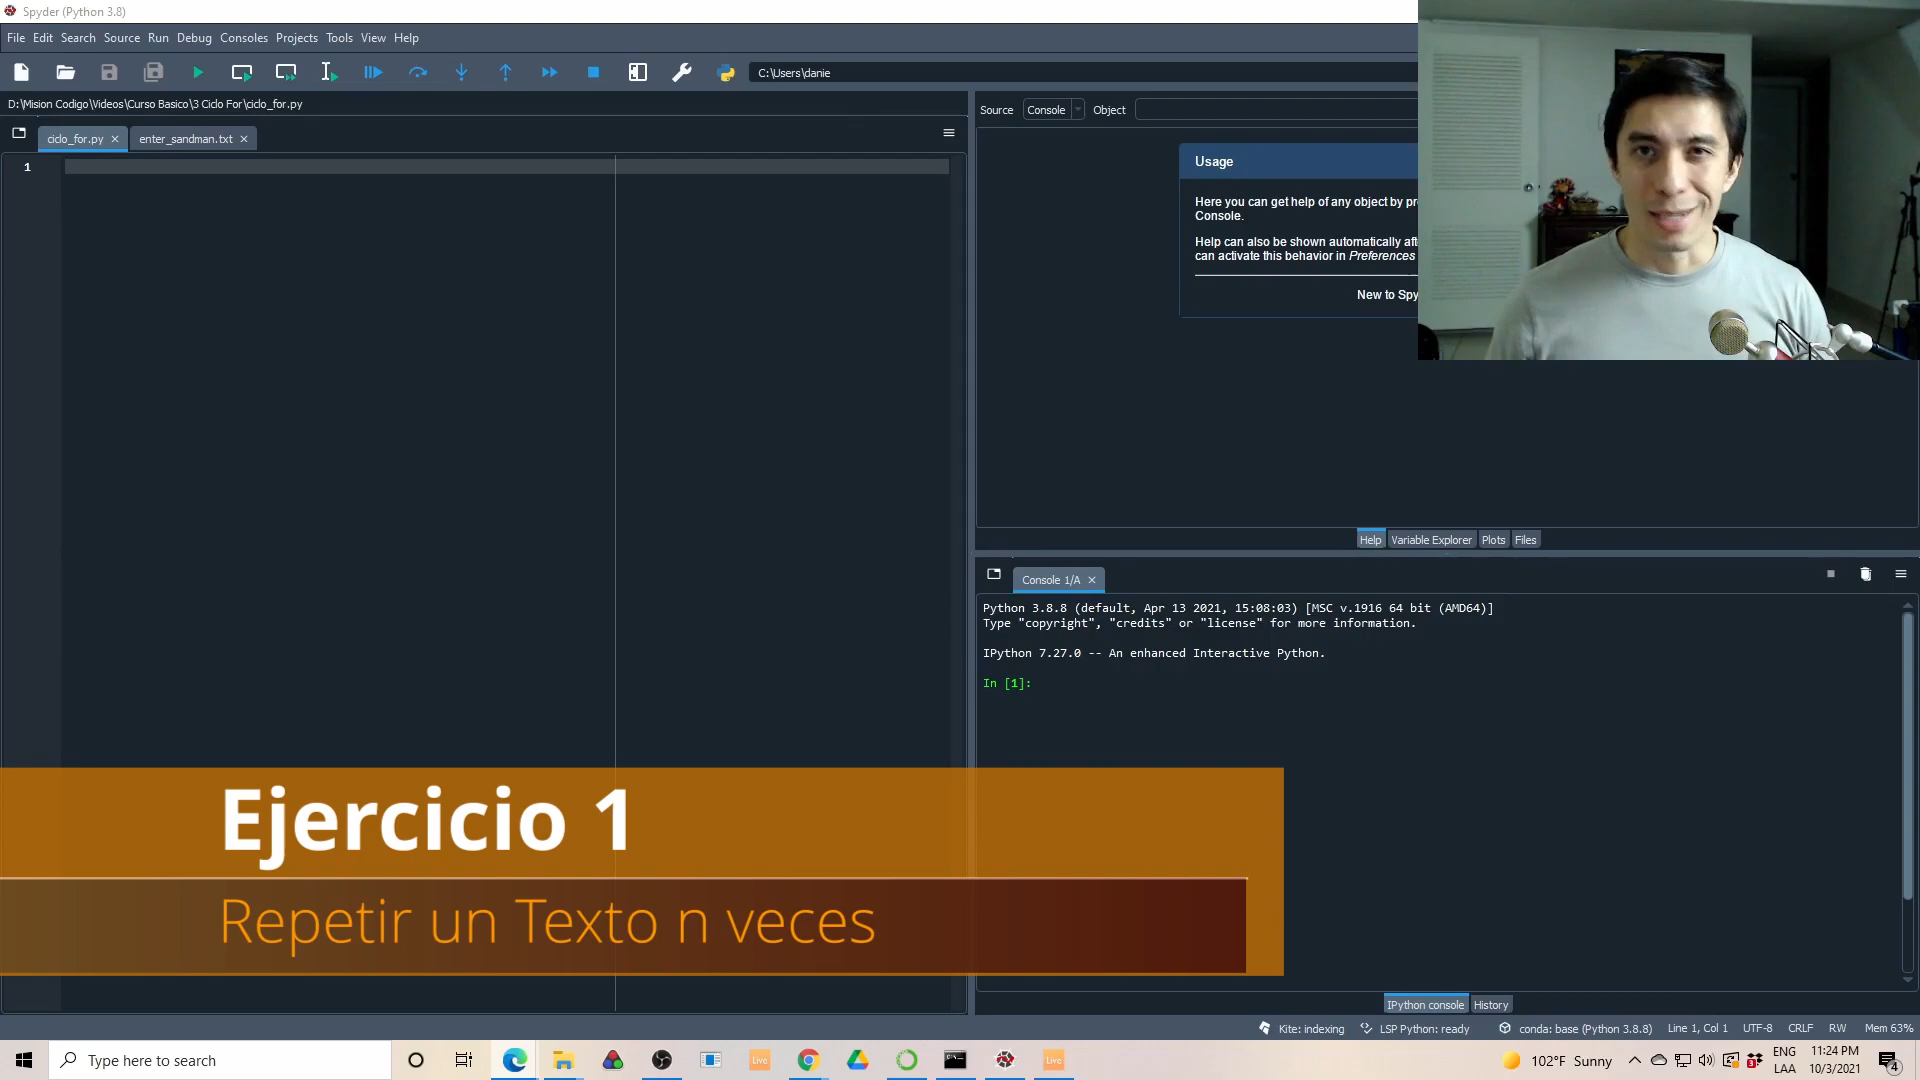 Spyder (Python 3.8)
File Edit Search Source Run Debug Consoles Projects Tools View Help
C:\Users\danie
D:\Mision Codigo\Videos\Curso Basico\3 Ciclo For\ciclo_for.py
ciclo_for.py
enter_sandman.txt
1
Source Console Object
Usage
Here you can get help of any object by pr
Console.
Help can also be shown automatically aft
can activate this behavior in Preferences
New to Spy
Help Variable Explorer Plots Files
Console 1/A
Python 3.8.8 (default, Apr 13 2021, 15:08:03) [MSC v.1916 64 bit (AMD64)]
Type "copyright", "credits" or "license" for more information.
IPython 7.27.0 -- An enhanced Interactive Python.
In [1]:
Ejercicio 1
Repetir un Texto n veces
IPython console History
Kite: indexing LSP Python: ready conda: base (Python 3.8.8) Line 1, Col 1 UTF-8 CRLF RW Mem 63%
Type here to search
Live
Live
102°F Sunny
ENG
LAA
11:24 PM
10/3/2021
4